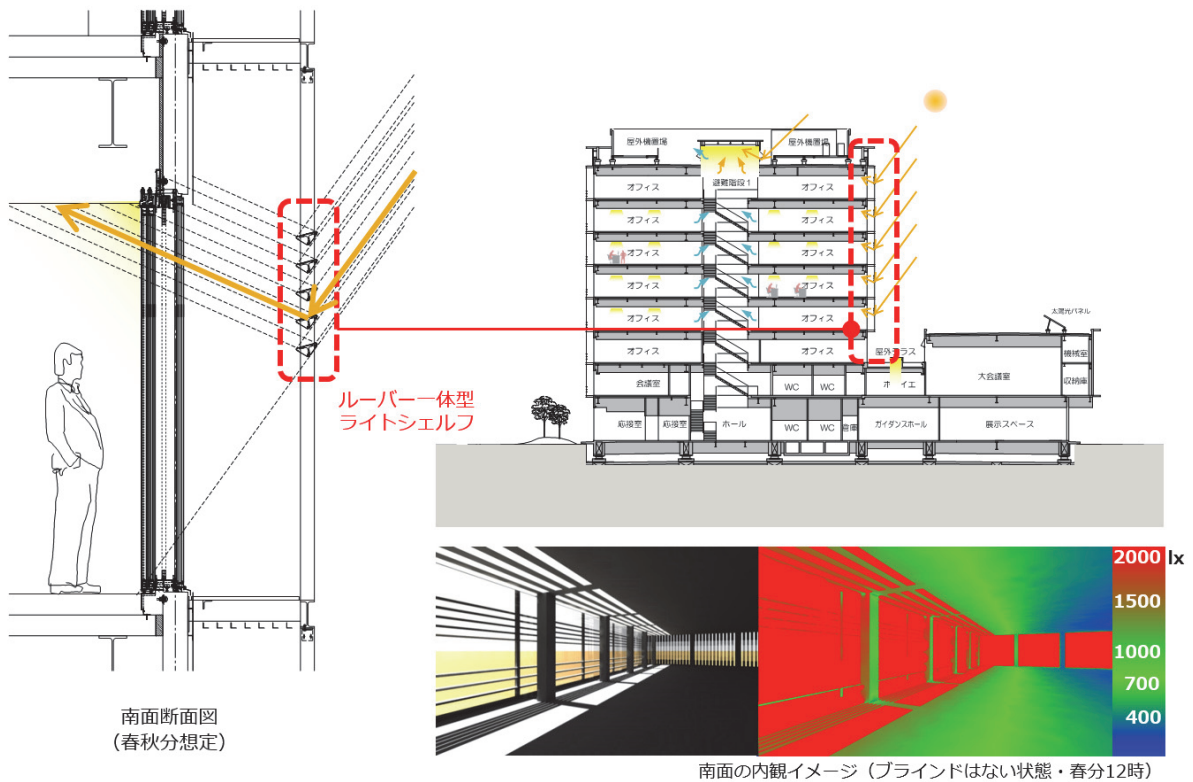 ルーバー一体型
ライトシェルフ
南面断面図
(春秋分想定)
屋外機置場
屋外機置場
避難階段1
オフィス
オフィス
オフィス
オフィス
オフィス
オフィス
オフィス
オフィス
オフィス
オフィス
オフィス
オフィス
屋外テラス
太陽光パネル
会議室
WC
WC
ホワイエ
大会議室
機械室
収納庫
応接室
応接室
ホール
WC
WC
倉庫
ガイダンスホール
展示スペース
2000 lx
1500
1000
700
400
南面の内観イメージ（ブラインドはない状態・春分12時）